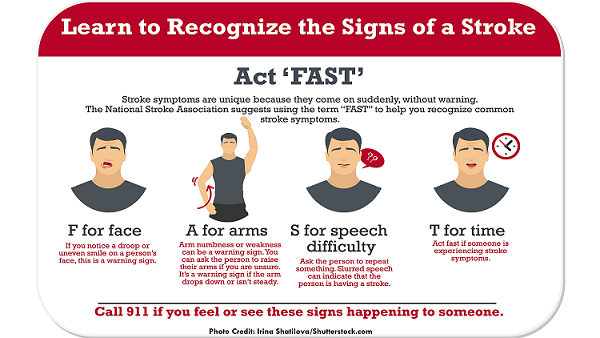 Learn to Recognize the Signs of a Stroke
Act ‘FAST’
Stroke symptoms are unique because they come on suddenly, without warning.
The National Stroke Association suggests using the term “FAST” to help you recognize common
stroke symptoms.
??
F for face
If you notice a droop or
uneven smile on a person's
face, this is a warning sign.
A for arms
Arm numbness or weakness
can be a warning sign. You
can ask the person to raise
their arms if you are unsure.
It's a warning sign if the arm
drops down or isn't steady.
S for speech
difficulty
Ask the person to repeat
something. Slurred speech
can indicate that the
person is having a stroke.
T for time
Act fast if someone is
experiencing stroke
symptoms.
Call 911 if you feel or see these signs happening to someone.
Photo Credit: Irina Shatilova/Shutterstock.com